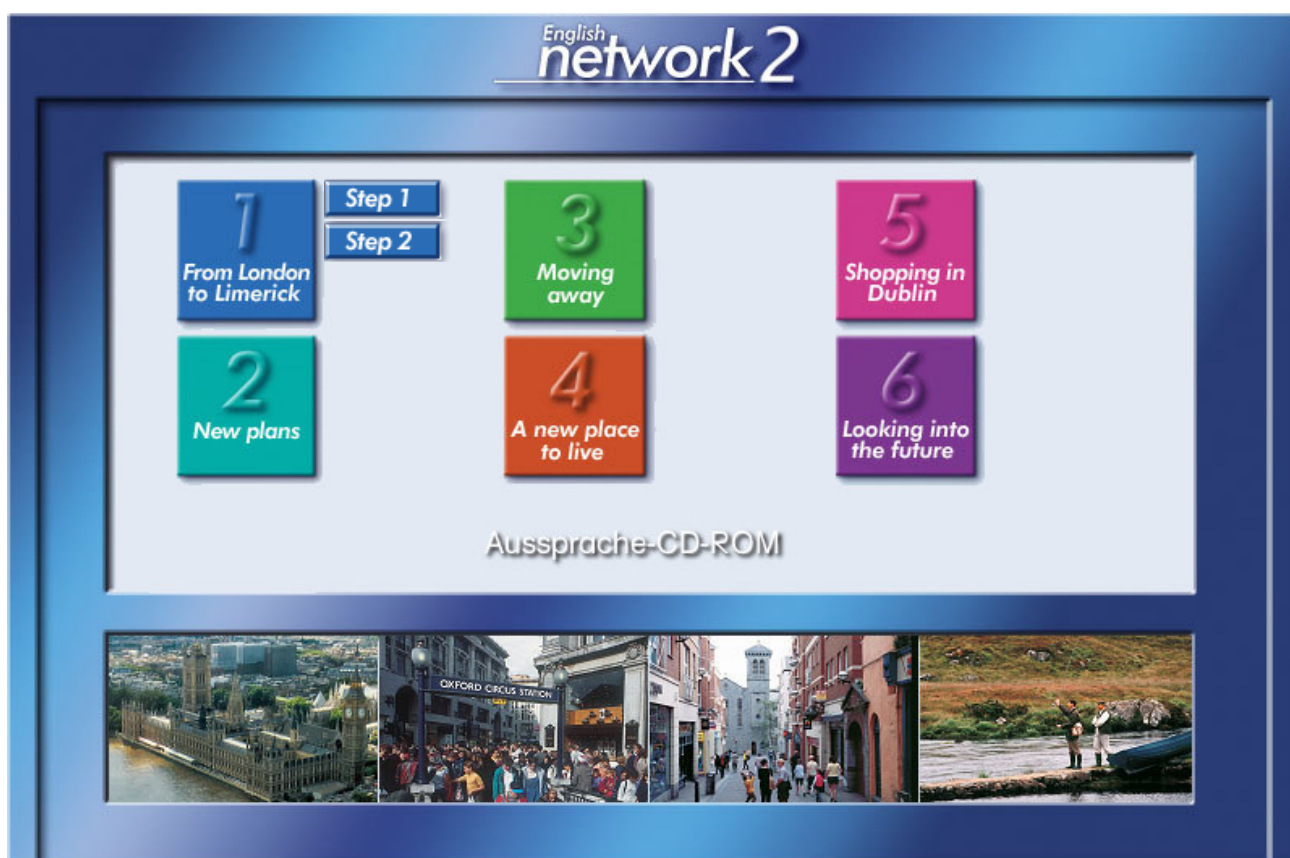 English
network 2
1
From London
to Limerick
Step 1
Step 2
2
New plans
3
Moving
away
4
A new place
to live
5
Shopping in
Dublin
6
Looking into
the future
Aussprache-CD-ROM
OXFORD CIRCUS STATION